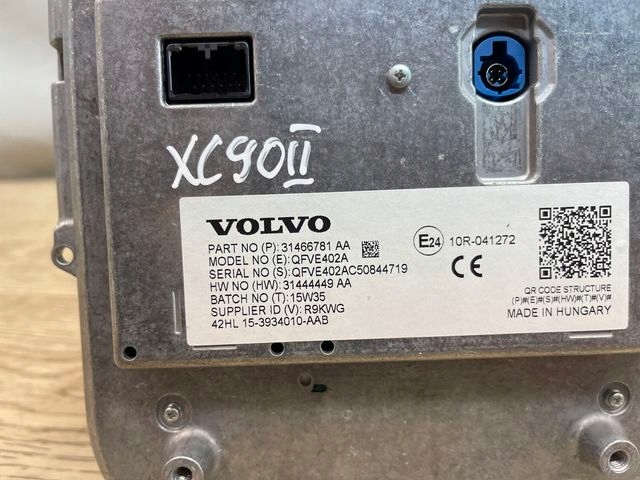 XC90II
VOLVO
PART NO (P): 31466781 AA
MODEL NO (E): QFVE402A
SERIAL NO (S): QFVE402AC50844719
HW NO (HW): 31444449 AA
BATCH NO (T): 15W35
SUPPLIER ID (V): R9KWG
42HL 15-3934010-AAB
E24 10R-041272
CE
QR CODE STRUCTURE
(P)#(E)#(S)#(HW)#(T)#(V)#
MADE IN HUNGARY